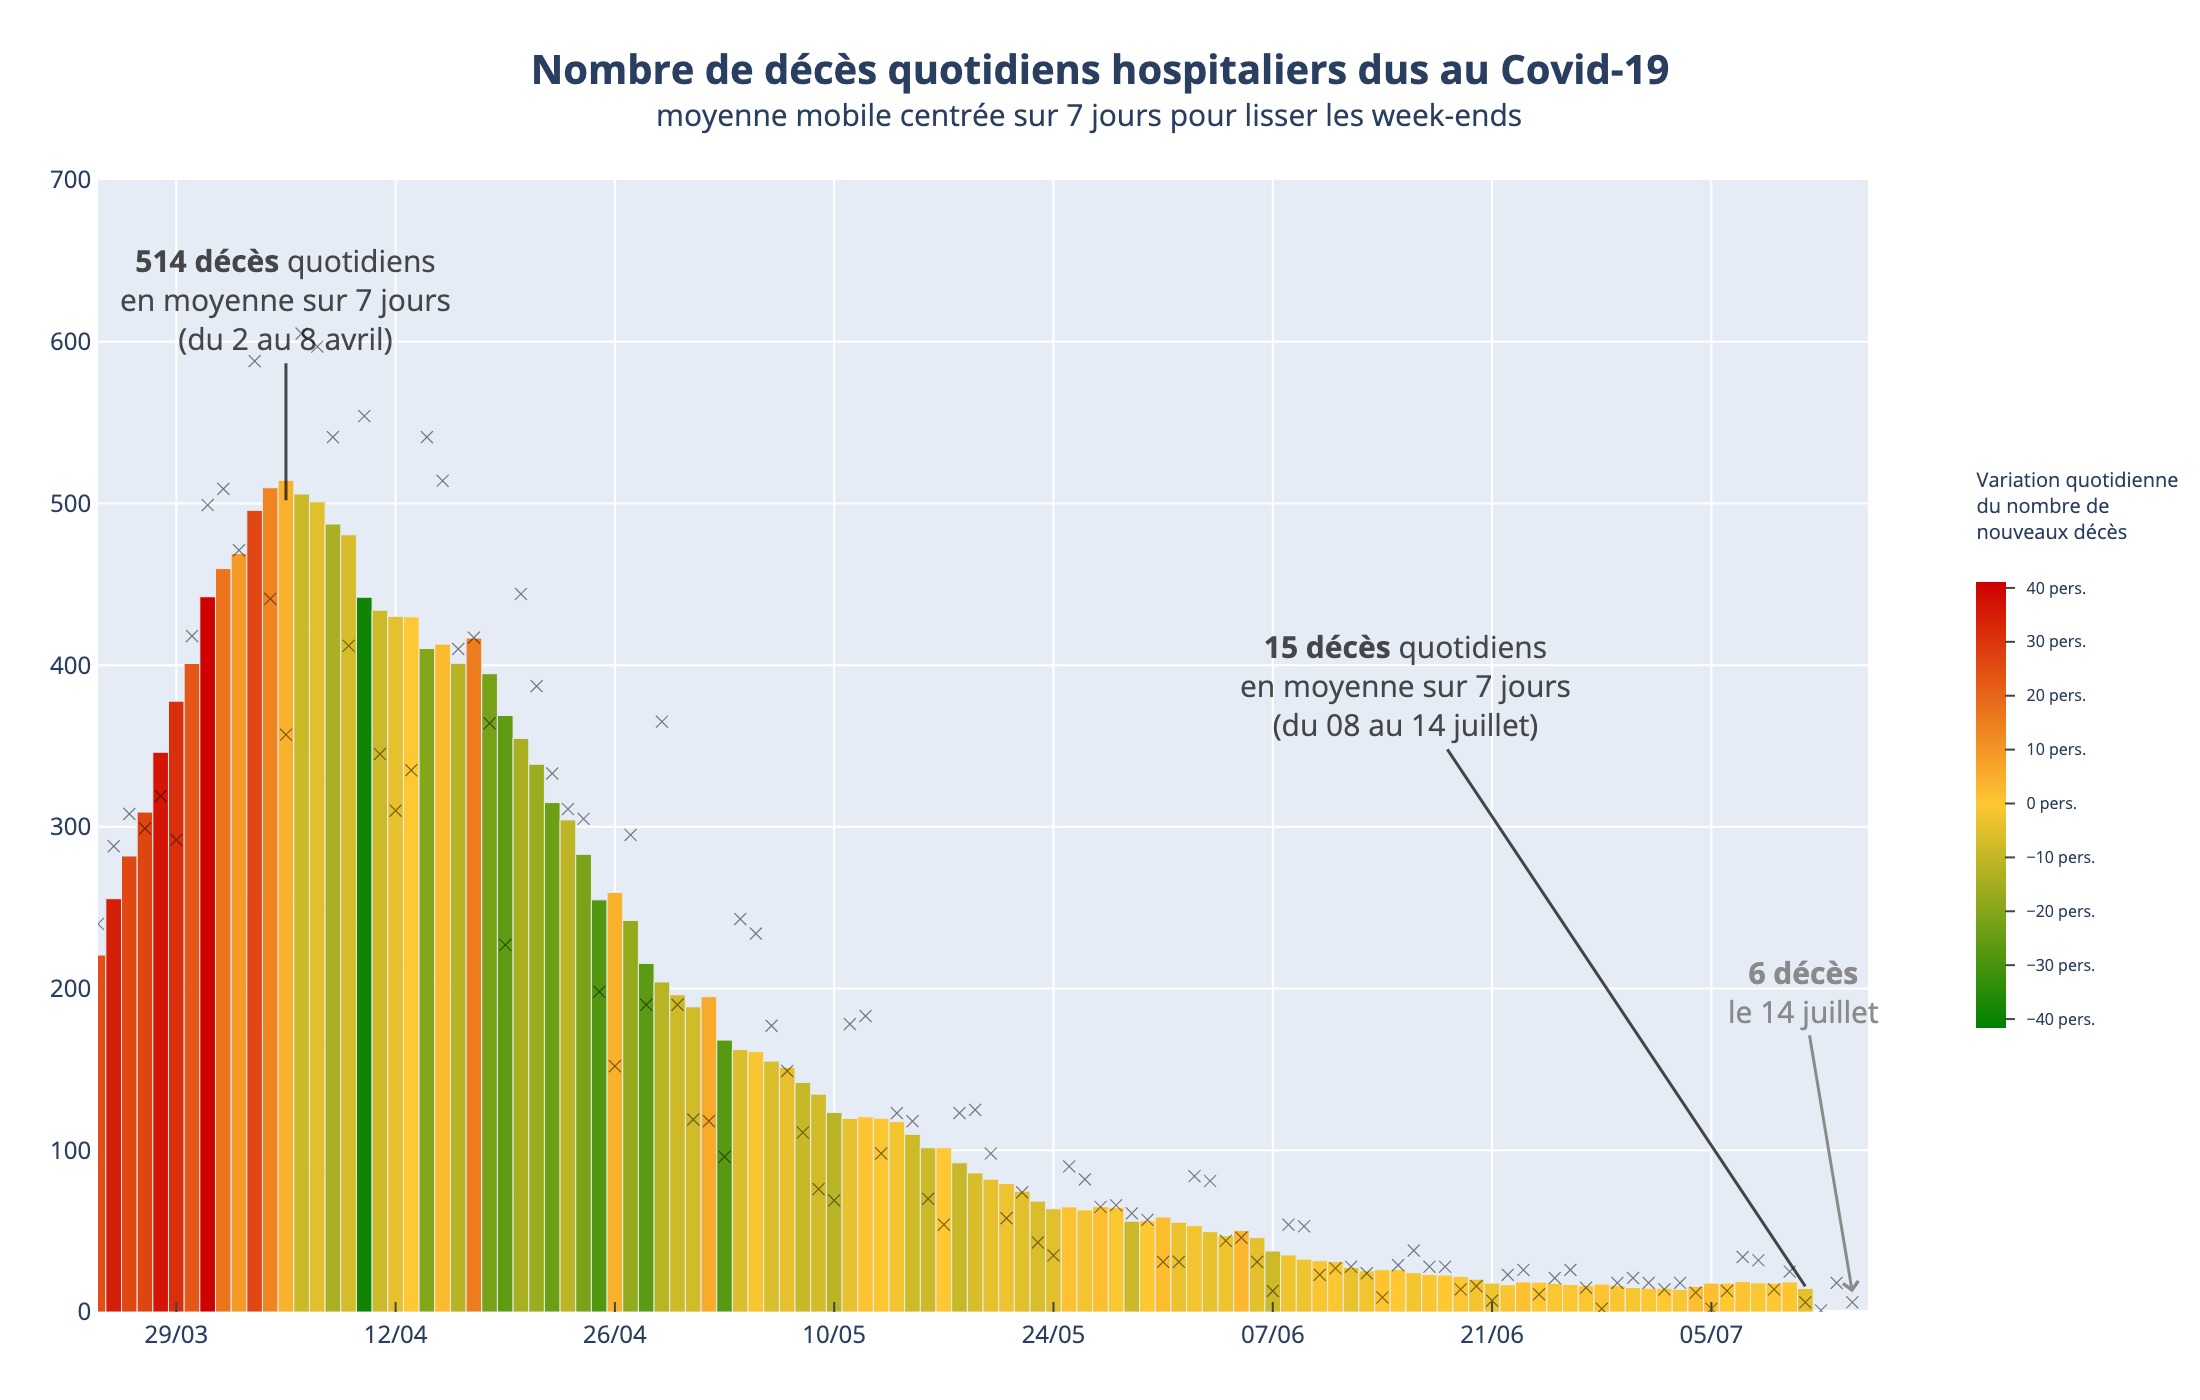 Nombre de décès quotidiens hospitaliers dus au Covid-19
moyenne mobile centrée sur 7 jours pour lisser les week-ends
700
600
500
400
300
200
100
0
514 décès quotidiens
en moyenne sur 7 jours
(du 2 au 8 avril)
15 décès quotidiens
en moyenne sur 7 jours
(du 08 au 14 juillet)
6 décès
le 14 juillet
29/03
12/04
26/04
10/05
24/05
07/06
21/06
05/07
Variation quotidienne
du nombre de
nouveaux décès
40 pers.
30 pers.
20 pers.
10 pers.
0 pers.
−10 pers.
−20 pers.
−30 pers.
−40 pers.